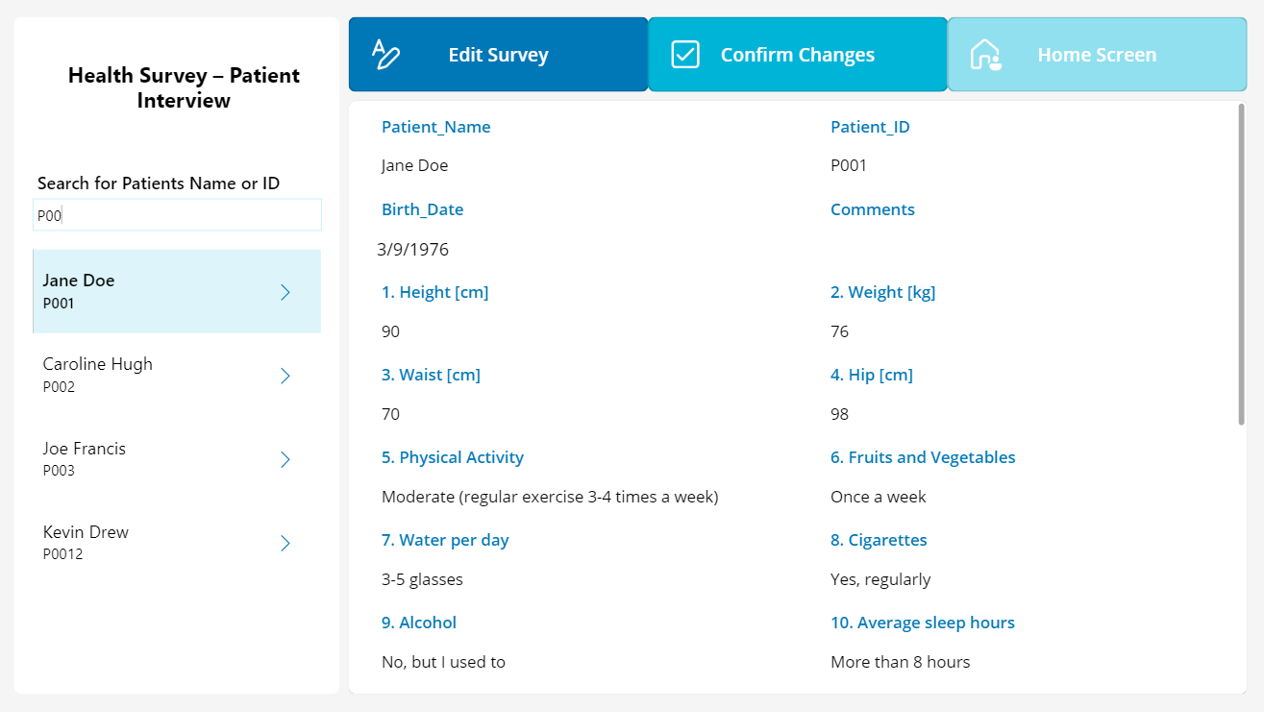 Health Survey – Patient
Interview
Search for Patients Name or ID
P00
Jane Doe
P001
Caroline Hugh
P002
Joe Francis
P003
Kevin Drew
P0012
Edit Survey
Confirm Changes
Home Screen
Patient_Name
Patient_ID
Jane Doe
P001
Birth_Date
Comments
3/9/1976
1. Height [cm]
2. Weight [kg]
90
76
3. Waist [cm]
4. Hip [cm]
70
98
5. Physical Activity
6. Fruits and Vegetables
Moderate (regular exercise 3-4 times a week)
Once a week
7. Water per day
8. Cigarettes
3-5 glasses
Yes, regularly
9. Alcohol
10. Average sleep hours
No, but I used to
More than 8 hours